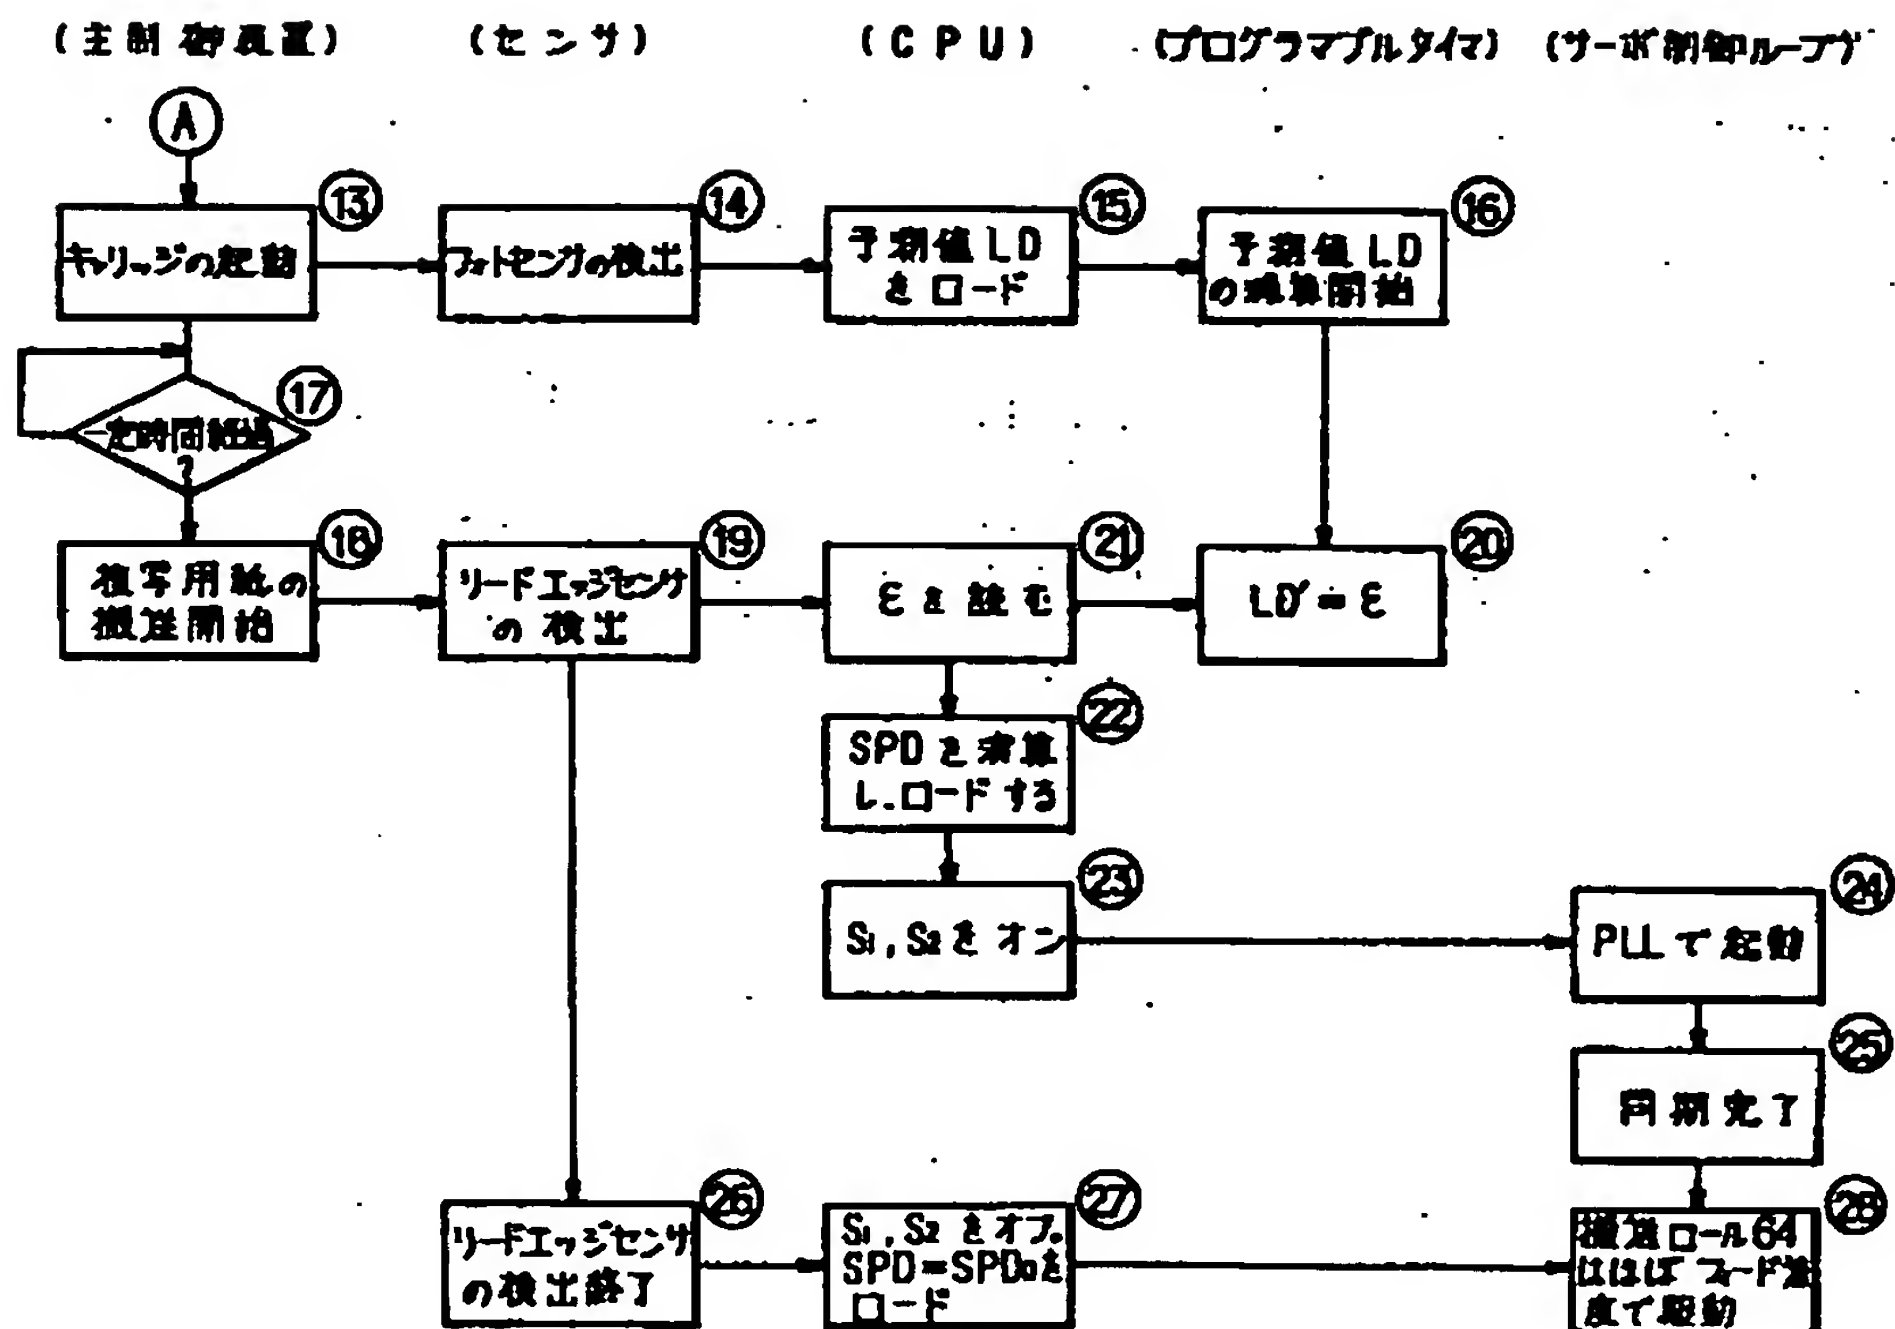 (主制御装置) (センサ) (CPU) (プログラマブルタイマ) (サーボ制御ループ)
A
13 14 15 16
キャリッジの起動
フォトセンサの検出
予測値LD
をロード
予測値LD
の減算開始
17
一定時間経過
?
18 19 21 20
複写用紙の
搬送開始
リードエッジセンサ
の検出
εを読む
LD'=ε
22
SPDを演算
し、ロードする
23
S1,S2をオン
24
PLLで起動
25
同期完了
26 27 28
リードエッジセンサ
の検出終了
S1,S2をオフ。
SPD=SPD0を
ロード
搬送ロール64
はほぼフィード速
度で駆動